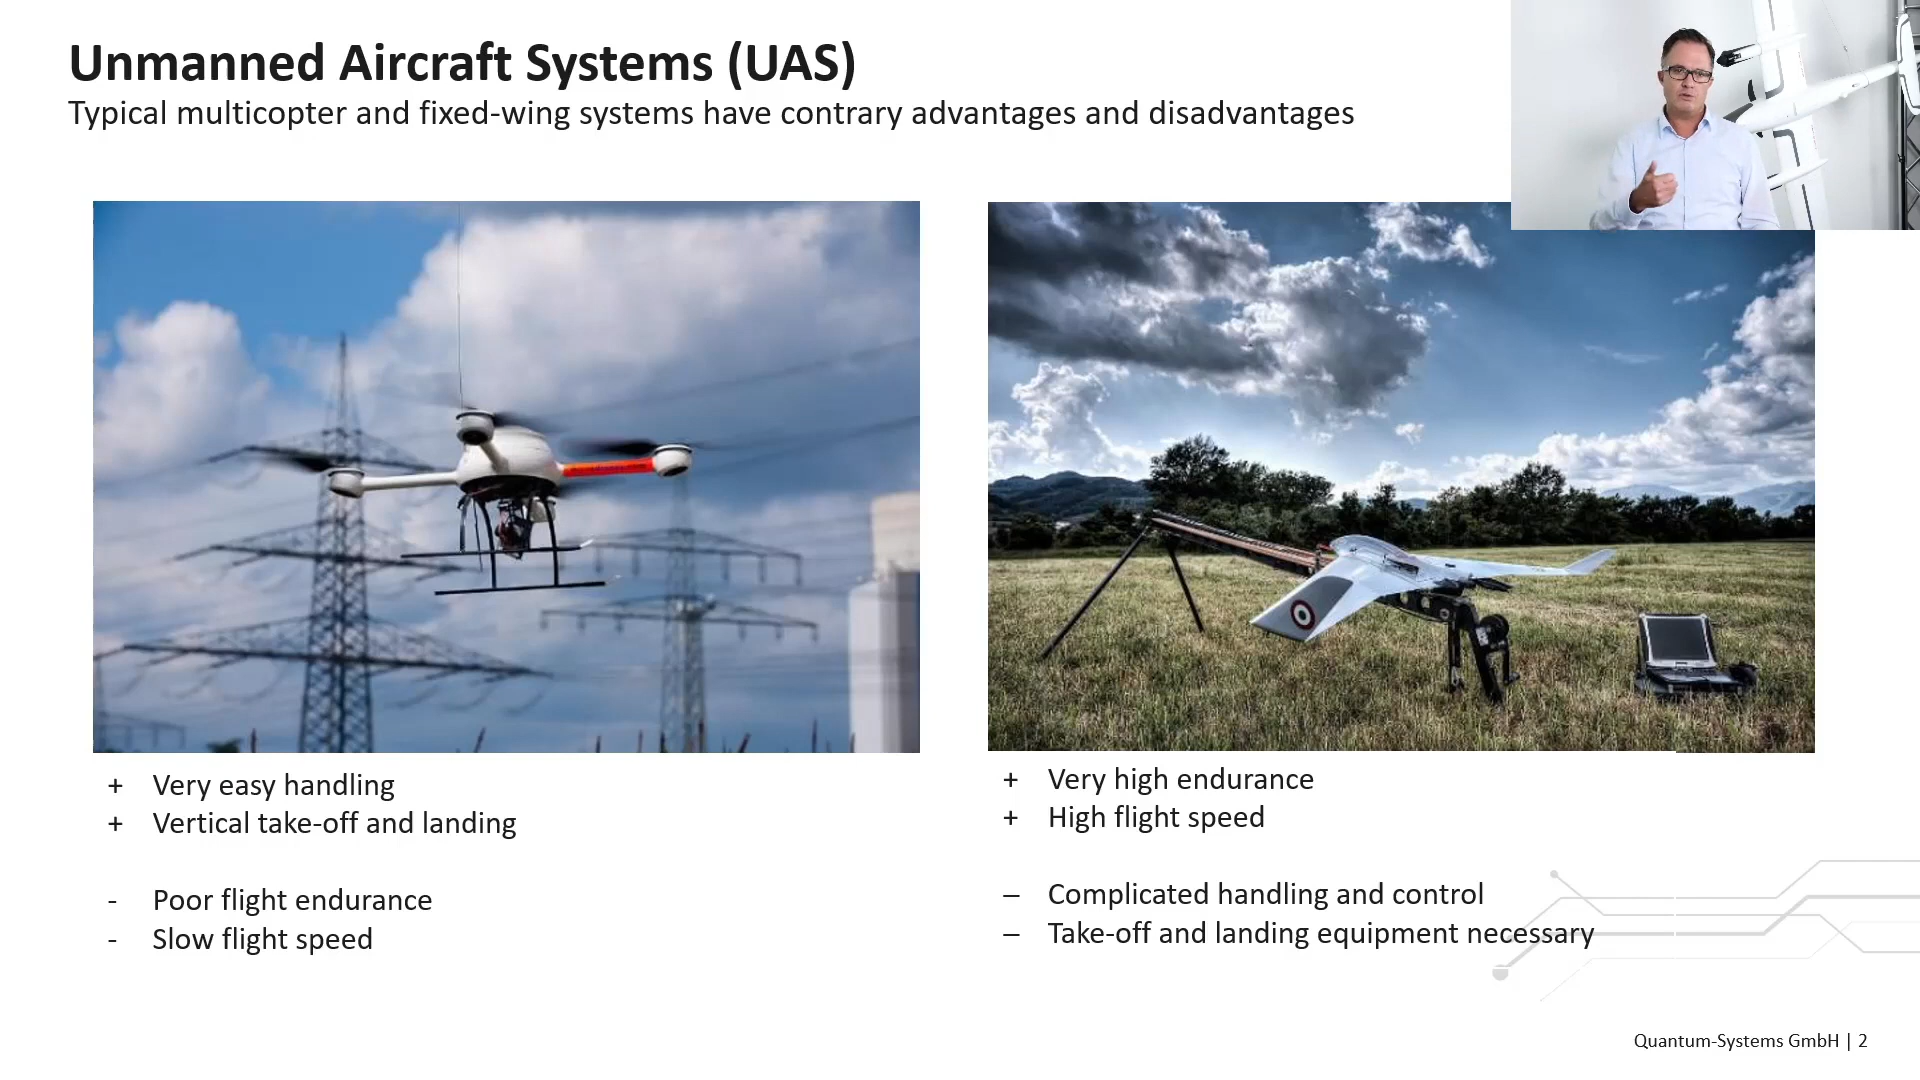 Unmanned Aircraft Systems (UAS)
Typical multicopter and fixed-wing systems have contrary advantages and disadvantages
+ Very easy handling
+ Vertical take-off and landing
- Poor flight endurance
- Slow flight speed
+ Very high endurance
+ High flight speed
– Complicated handling and control
– Take-off and landing equipment necessary
Quantum-Systems GmbH | 2